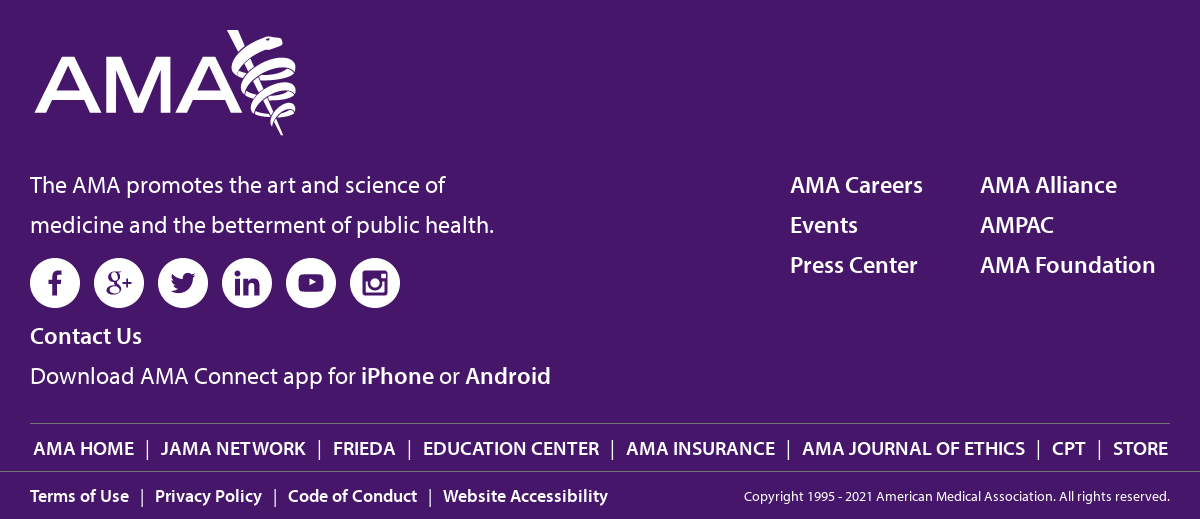 AMA
The AMA promotes the art and science of
medicine and the betterment of public health.
AMA Careers
AMA Alliance
Events
AMPAC
Press Center
AMA Foundation
f g+ in
Contact Us
Download AMA Connect app for iPhone or Android
AMA HOME | JAMA NETWORK | FRIEDA | EDUCATION CENTER | AMA INSURANCE | AMA JOURNAL OF ETHICS | CPT | STORE
Terms of Use | Privacy Policy | Code of Conduct | Website Accessibility
Copyright 1995 - 2021 American Medical Association. All rights reserved.